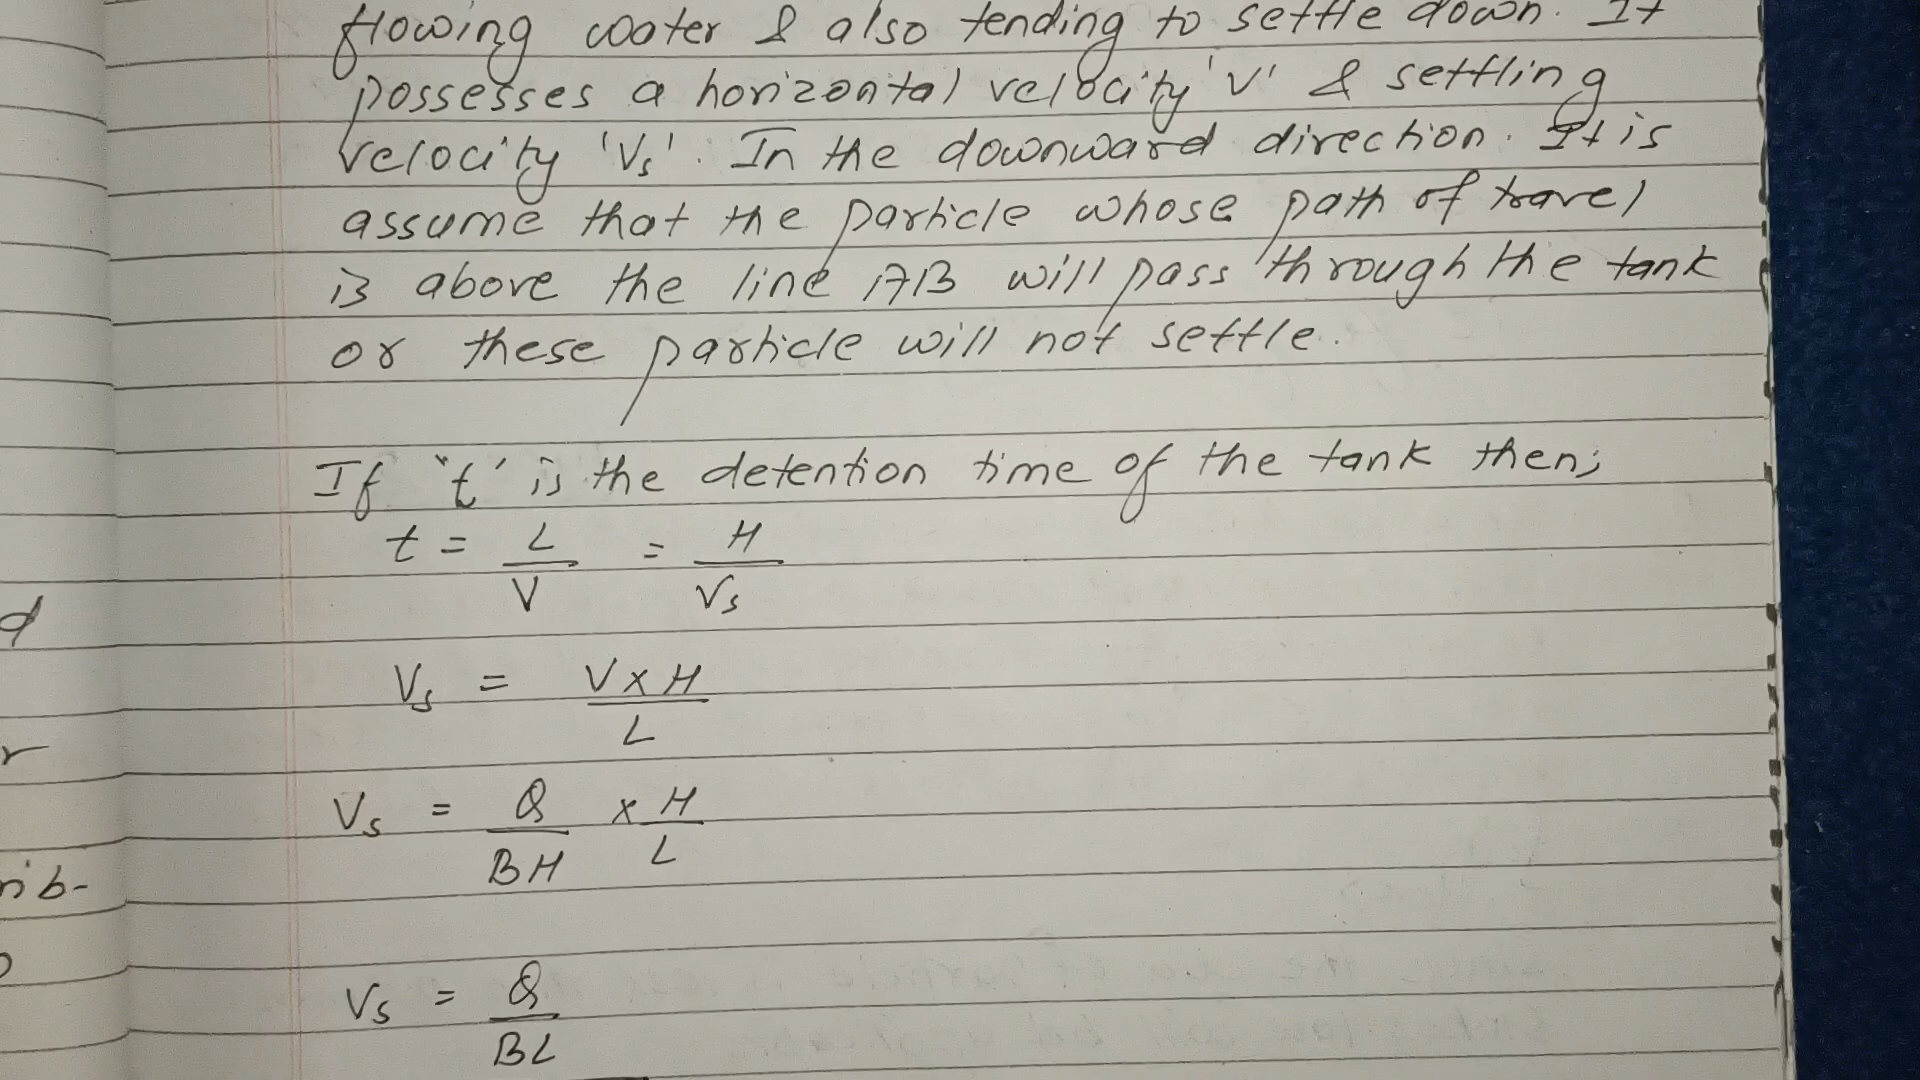 flowing water & also tending to settle down. It
possesses a horizontal velocity 'V' & settling
velocity 'Vs'. In the downward direction. It is
assume that the particle whose path of travel
is above the line AB will pass through the tank
or these particle will not settle.
If 't' is the detention time of the tank then;
t = L/V = H/Vs
Vs = V x H / L
Vs = Q/BH x H/L
Vs = Q/BL
d
r
rib-